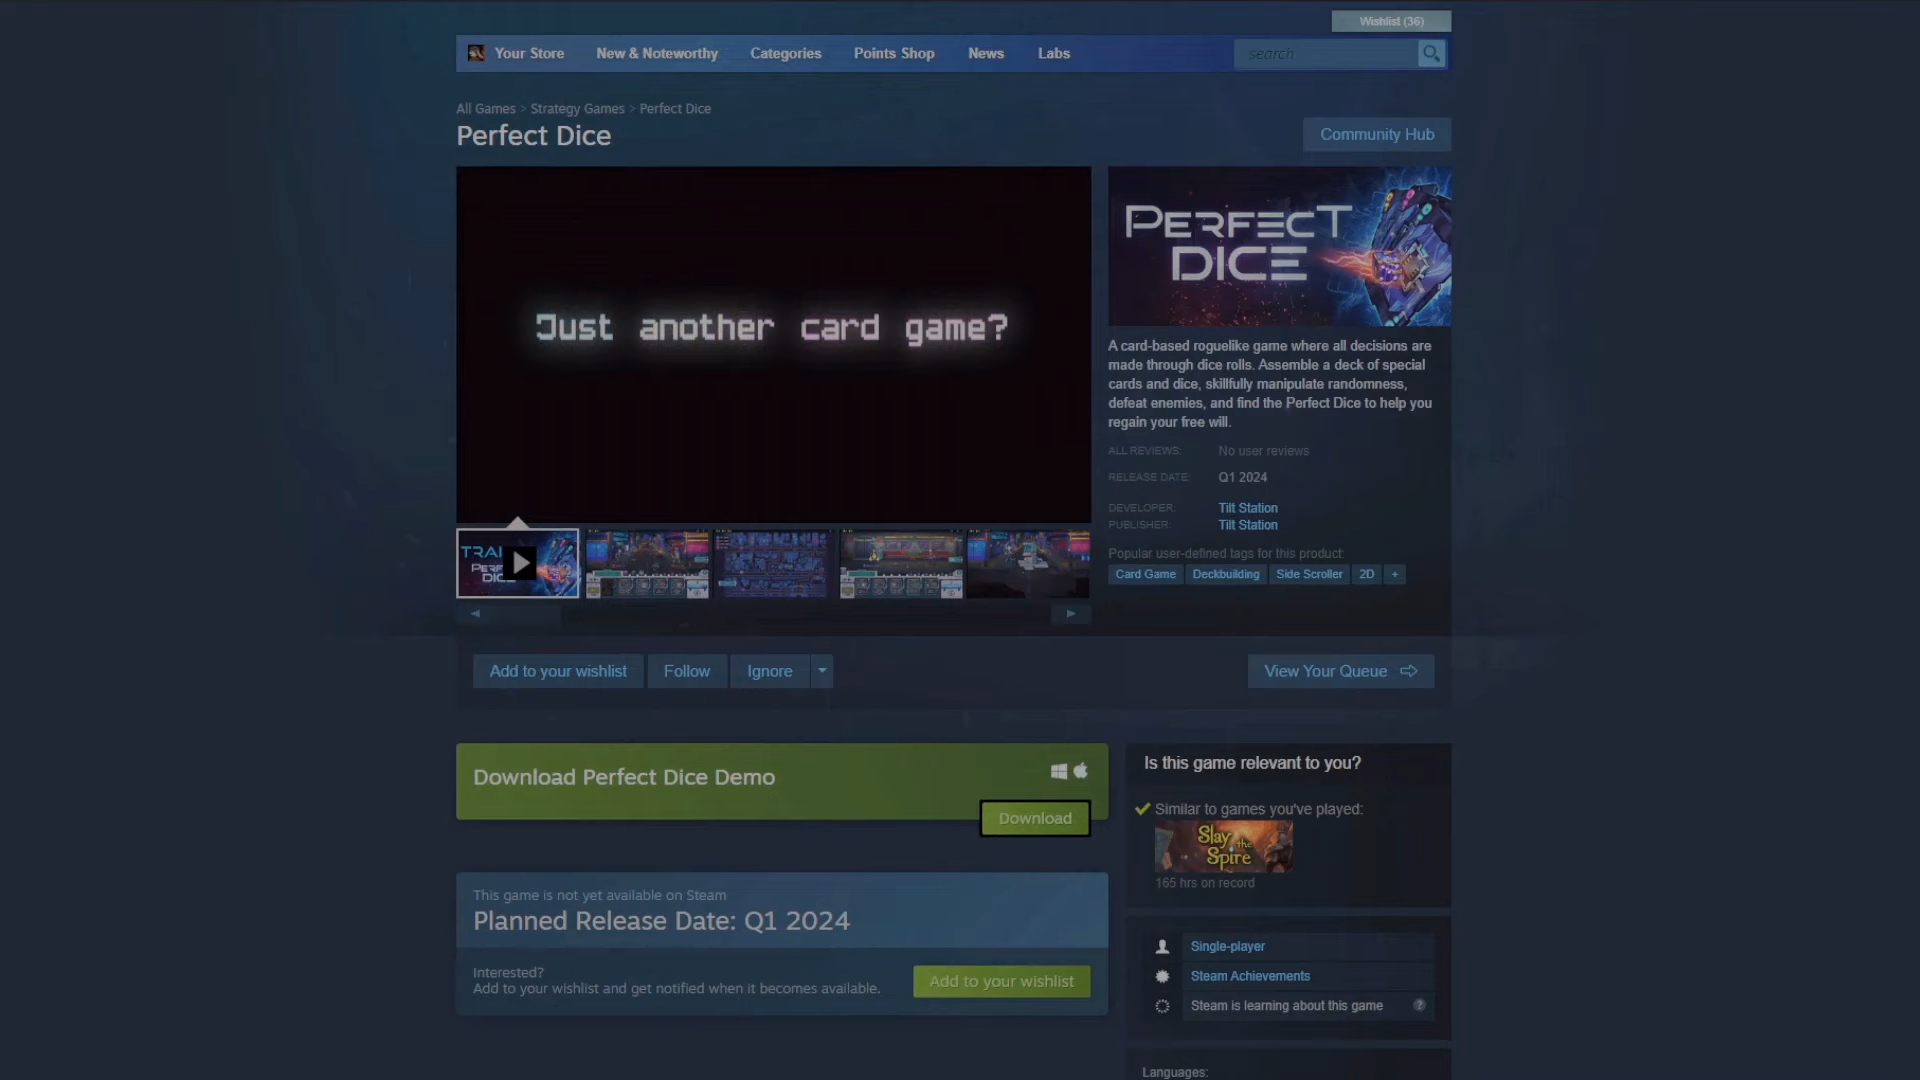 Wishlist (36)
Your Store New & Noteworthy Categories Points Shop News Labs search
All Games > Strategy Games > Perfect Dice
Perfect Dice
Community Hub
Just another card game?
PERFECT
DICE
A card-based roguelike game where all decisions are
made through dice rolls. Assemble a deck of special
cards and dice, skillfully manipulate randomness,
defeat enemies, and find the Perfect Dice to help you
regain your free will.
ALL REVIEWS: No user reviews
RELEASE DATE: Q1 2024
DEVELOPER: Tilt Station
PUBLISHER: Tilt Station
Popular user-defined tags for this product:
Card Game Deckbuilding Side Scroller 2D +
Add to your wishlist Follow Ignore
View Your Queue
Download Perfect Dice Demo
Download
This game is not yet available on Steam
Planned Release Date: Q1 2024
Interested?
Add to your wishlist and get notified when it becomes available.
Add to your wishlist
Is this game relevant to you?
Similar to games you've played:
Slay the
Spire
165 hrs on record
Single-player
Steam Achievements
Steam is learning about this game ?
Languages: